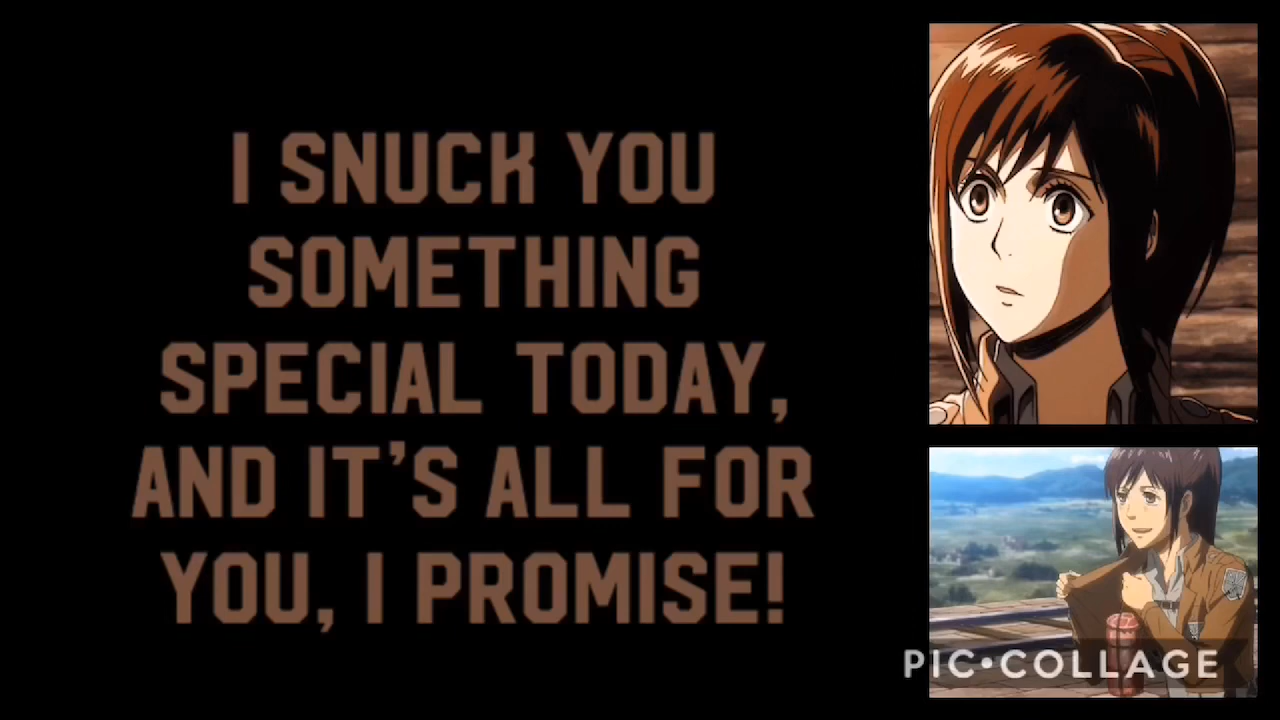 I SNUCK YOU
SOMETHING
SPECIAL TODAY,
AND IT'S ALL FOR
YOU, I PROMISE!
PIC•COLLAGE